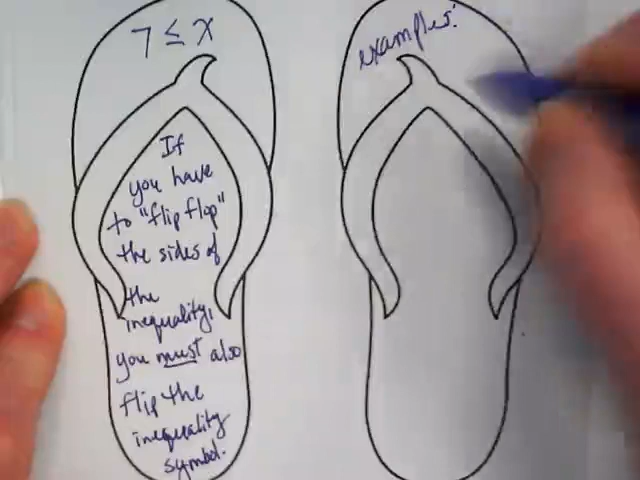 7 ≤ x
If
you have
to "flip flop"
the sides of
the
inequality,
you must also
flip the
inequality
symbol.
examples: